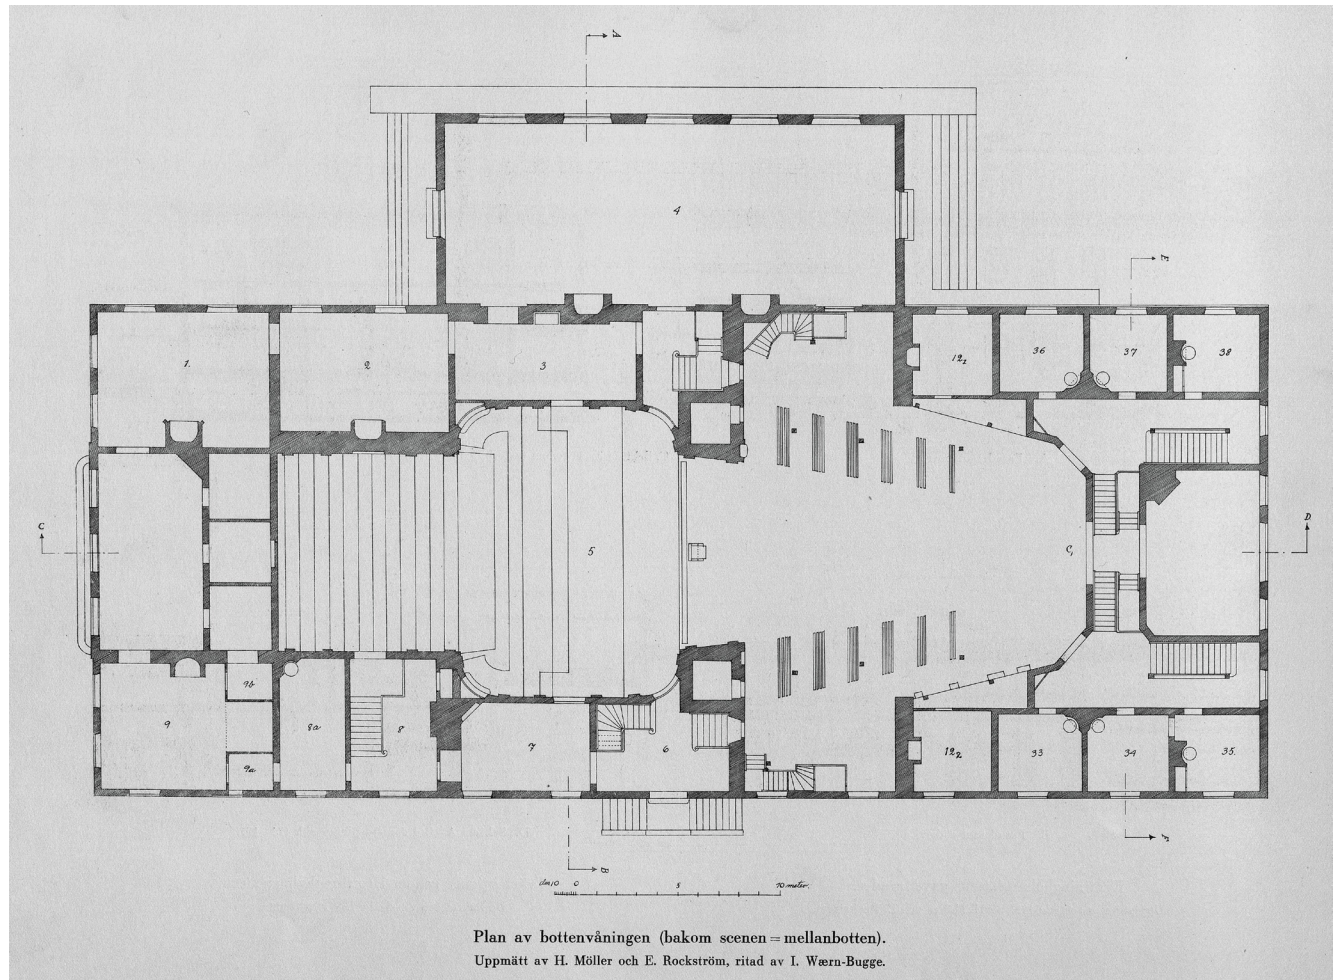 A
4
E
1.
2
3
12₁
36
37
38
C
5
C₁
D
9
9b
8a
8
7
6
12₂
33
34
35.
9a
F
B
dm10 0 5 10 meter.
Plan av bottenvåningen (bakom scenen = mellanbotten).
Uppmätt av H. Möller och E. Rockström, ritad av I. Wærn-Bugge.